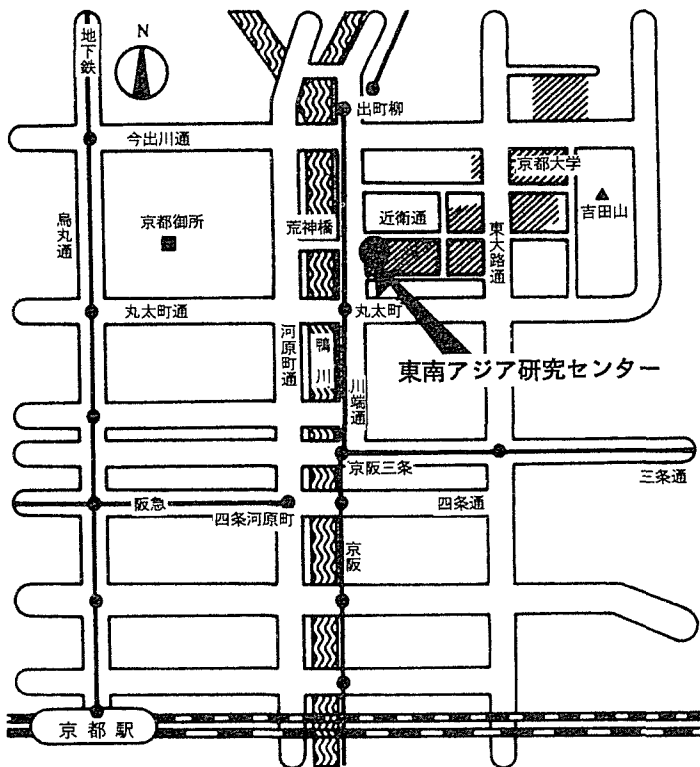 地下鉄
N
出町柳
今出川通
京都大学
吉田山
烏丸通
京都御所
荒神橋
近衛通
東大路通
丸太町通
丸太町
河原町通
鴨川
川端通
東南アジア研究センター
京阪三条
三条通
阪急
四条河原町
四条通
京阪
京都駅